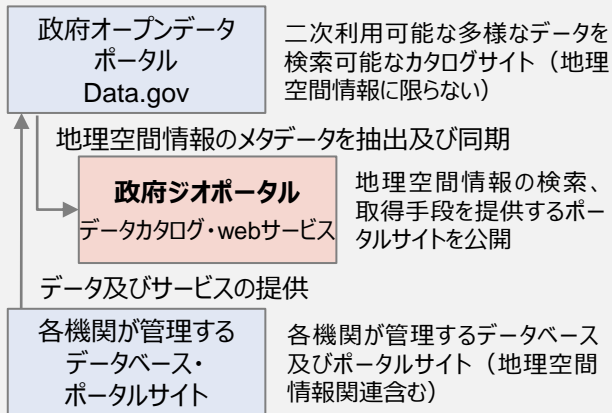 政府オープンデータ
ポータル
Data.gov
二次利用可能な多様なデータを
検索可能なカタログサイト（地理
空間情報に限らない）
地理空間情報のメタデータを抽出及び同期
政府ジオポータル
データカタログ・webサービス
地理空間情報の検索、
取得手段を提供するポー
タルサイトを公開
データ及びサービスの提供
各機関が管理する
データベース・
ポータルサイト
各機関が管理するデータベース
及びポータルサイト（地理空間
情報関連含む）